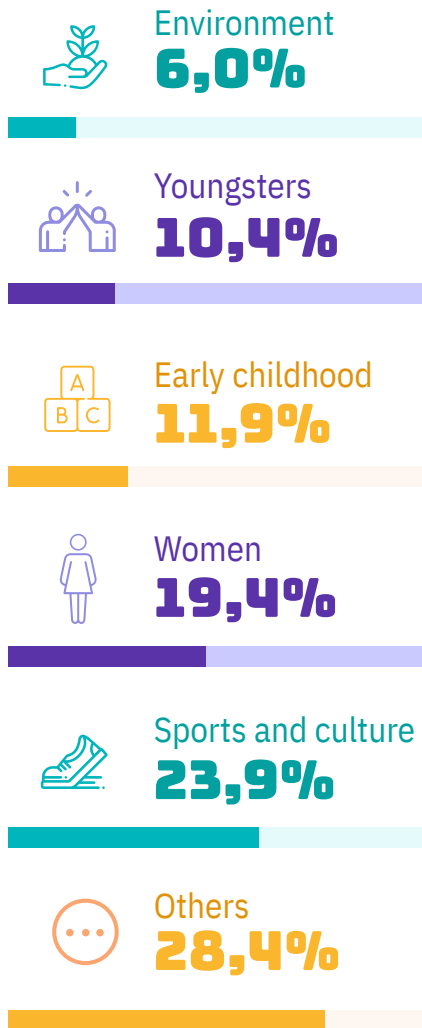 Environment
6,0%
Youngsters
10,4%
A
B C
Early childhood
11,9%
Women
19,4%
Sports and culture
23,9%
Others
28,4%